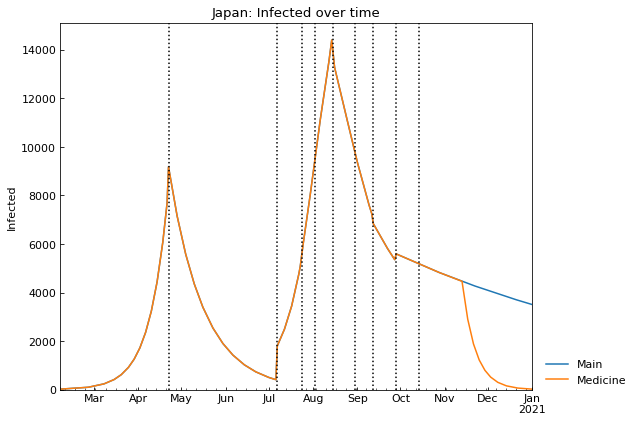 Japan: Infected over time
14000
12000
10000
8000
6000
4000
2000
0
Infected
Mar Apr May Jun Jul Aug Sep Oct Nov Dec Jan
2021
Main
Medicine